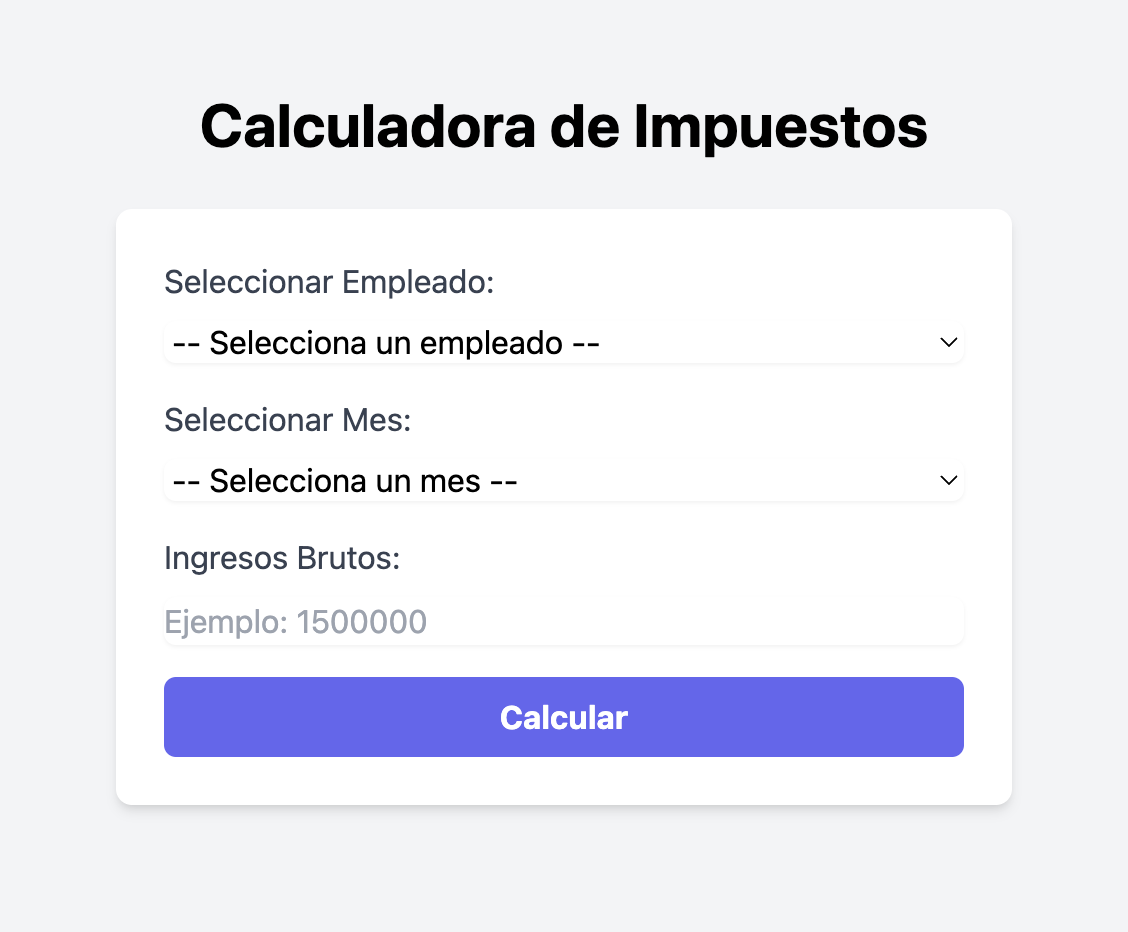 Calculadora de Impuestos
Seleccionar Empleado:
-- Selecciona un empleado --
Seleccionar Mes:
-- Selecciona un mes --
Ingresos Brutos:
Ejemplo: 1500000
Calcular